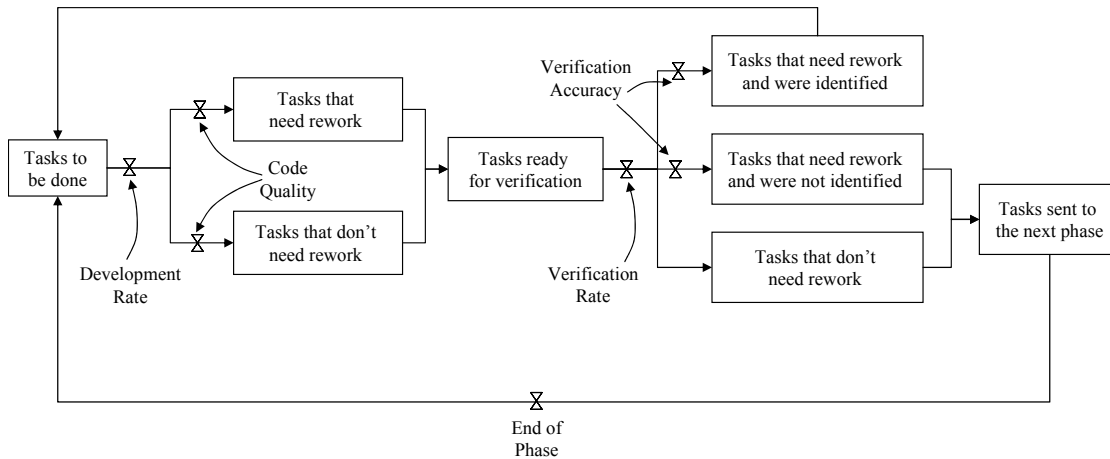 Tasks to
be done
Development
Rate
Tasks that
need rework
Code
Quality
Tasks that don't
need rework
Tasks ready
for verification
Verification
Accuracy
Verification
Rate
Tasks that need rework
and were identified
Tasks that need rework
and were not identified
Tasks that don't
need rework
Tasks sent to
the next phase
End of
Phase